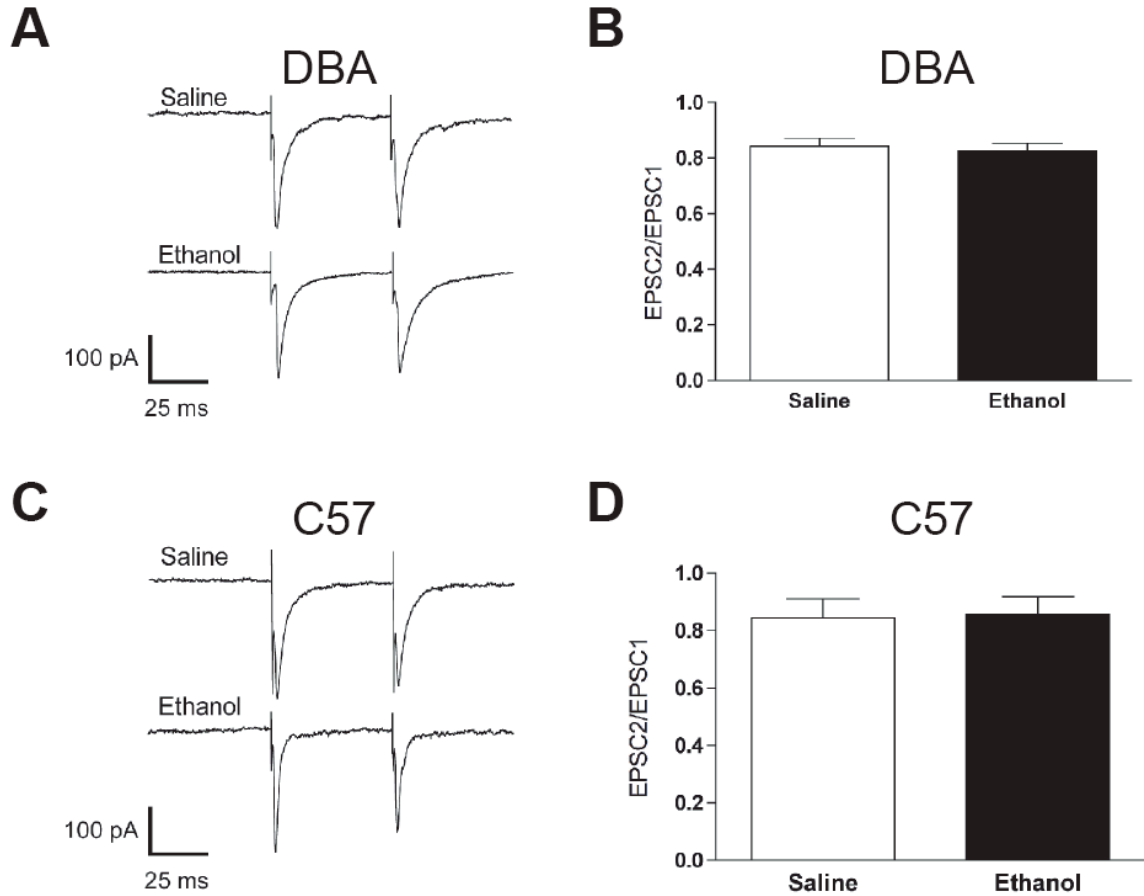 A
DBA
Saline
Ethanol
100 pA
25 ms
B
DBA
EPSC2/EPSC1
1.0
0.8
0.6
0.4
0.2
0.0
Saline Ethanol
C
C57
Saline
Ethanol
100 pA
25 ms
D
C57
EPSC2/EPSC1
1.0
0.8
0.6
0.4
0.2
0.0
Saline Ethanol